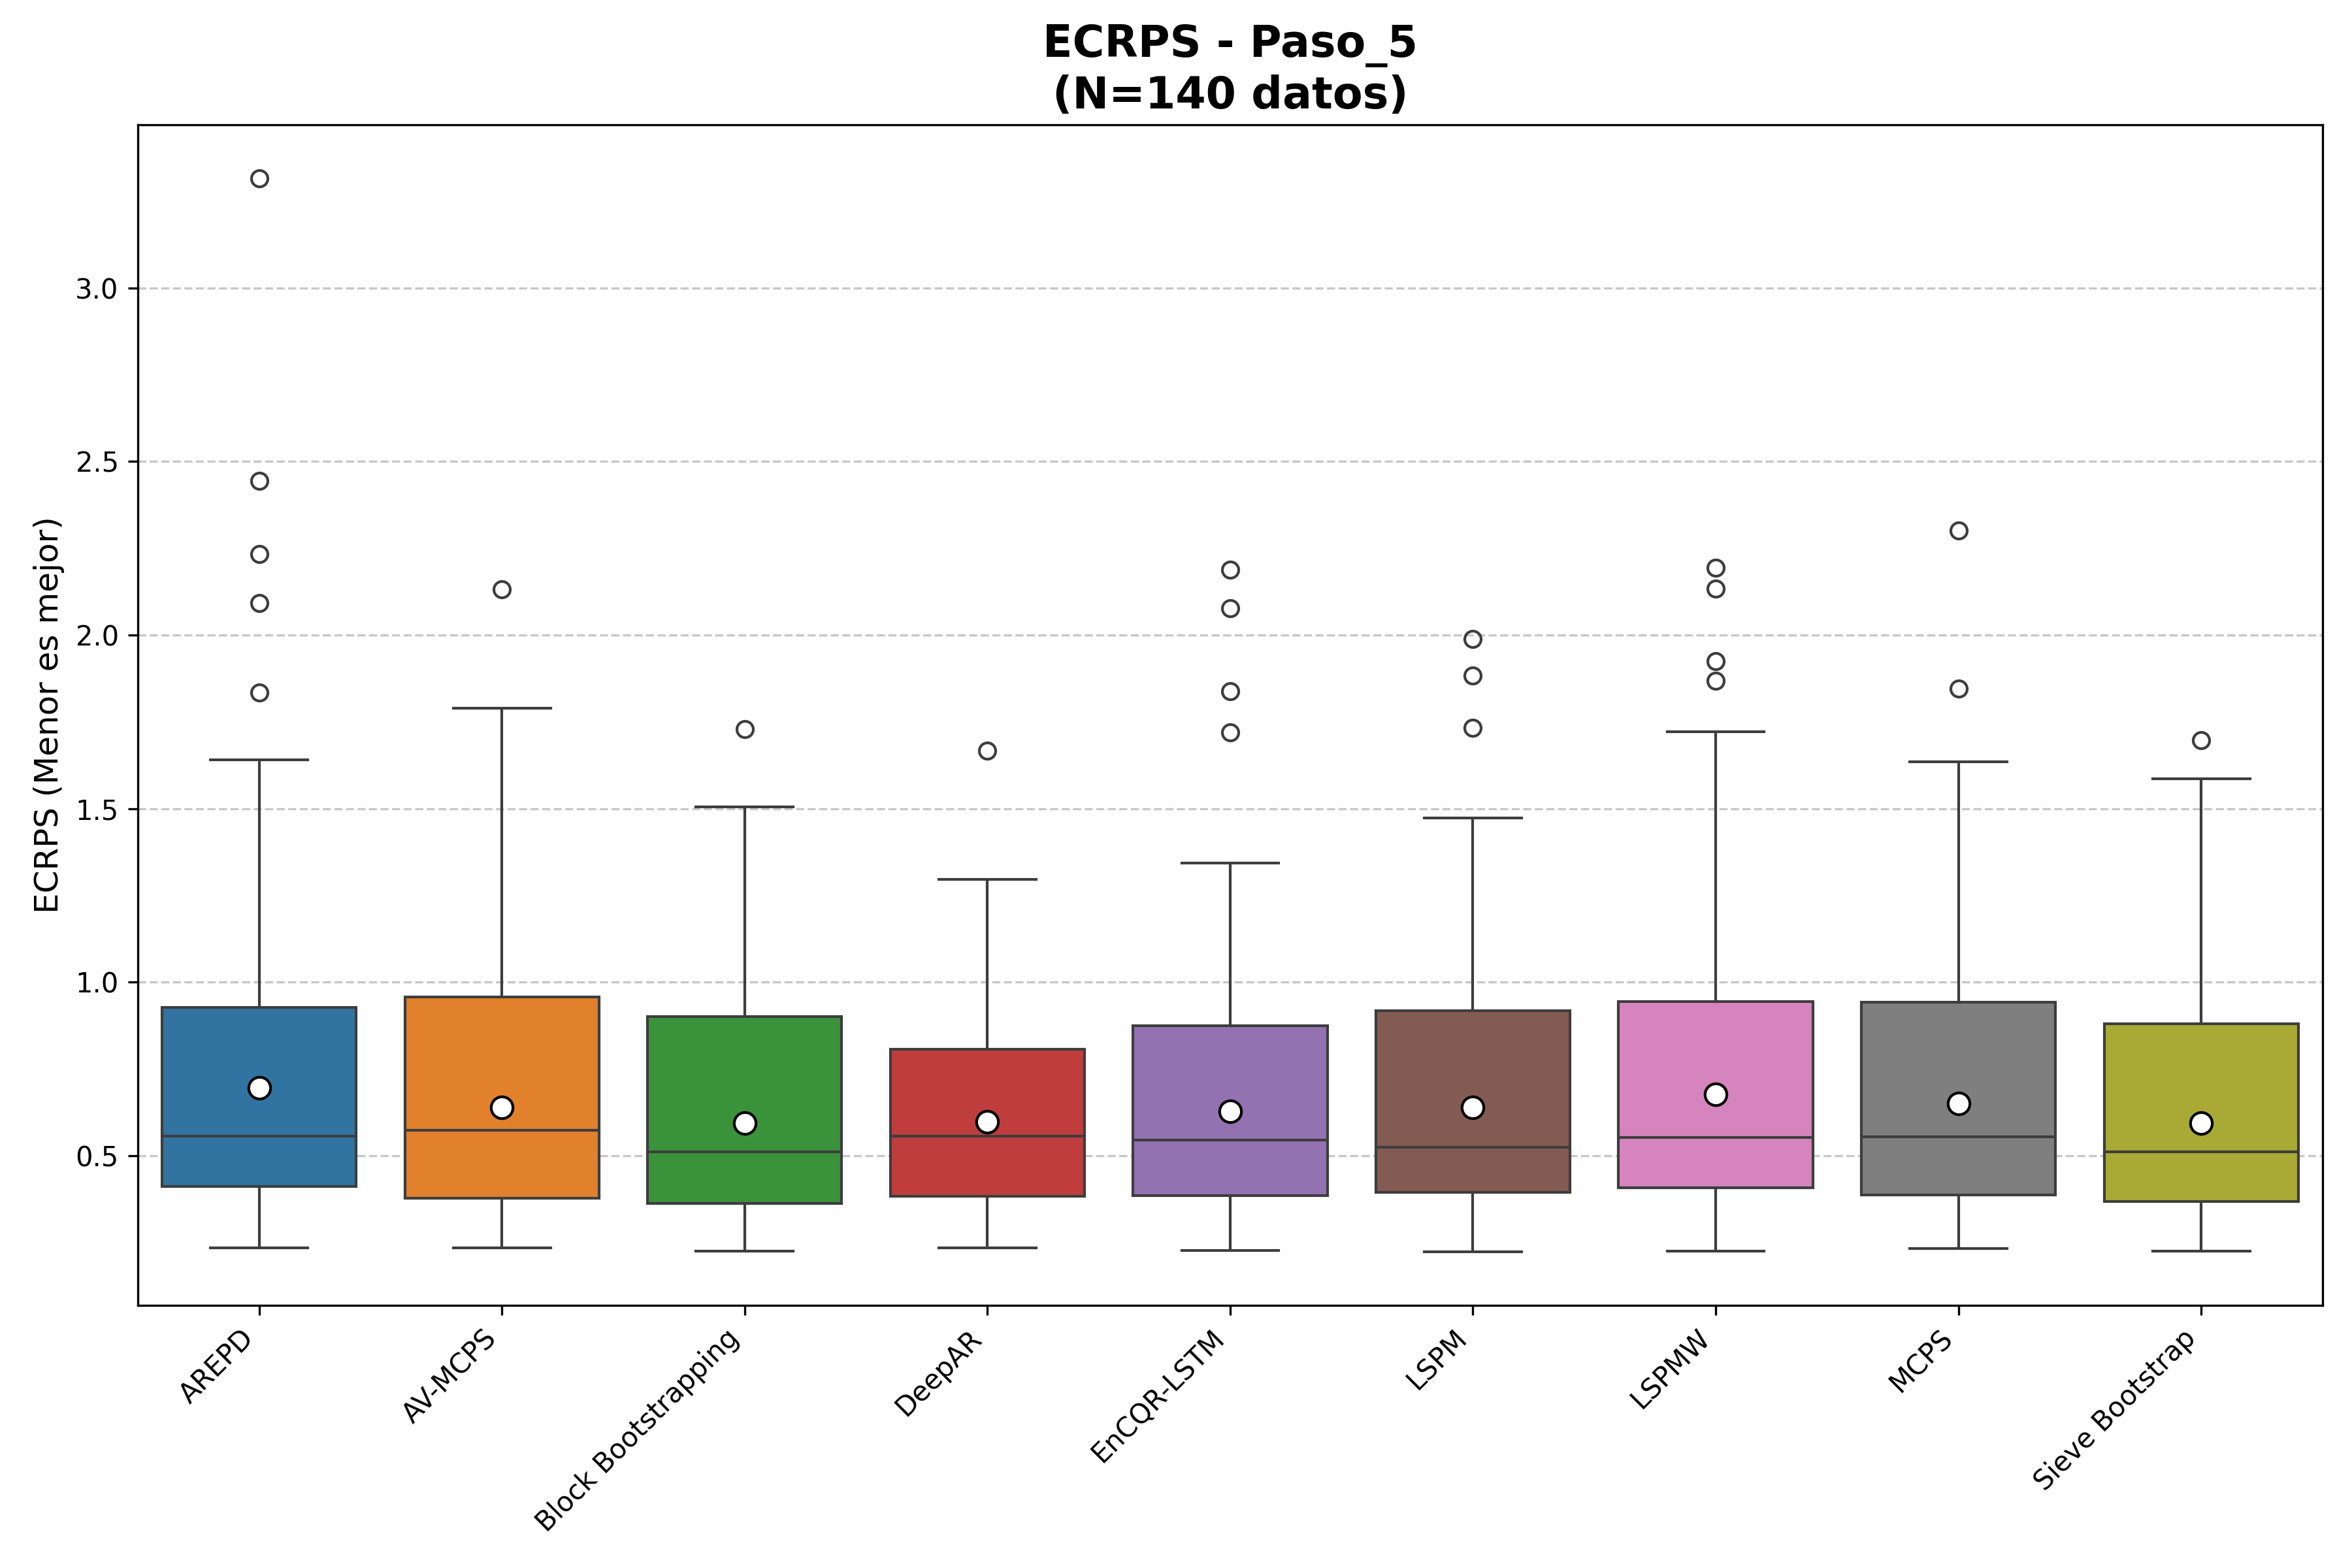 ECRPS - Paso_5
(N=140 datos)
ECRPS (Menor es mejor)
3.0
2.5
2.0
1.5
1.0
0.5
AREPD
AV-MCPS
Block Bootstrapping
DeepAR
EnCQR-LSTM
LSPM
LSPMW
MCPS
Sieve Bootstrap